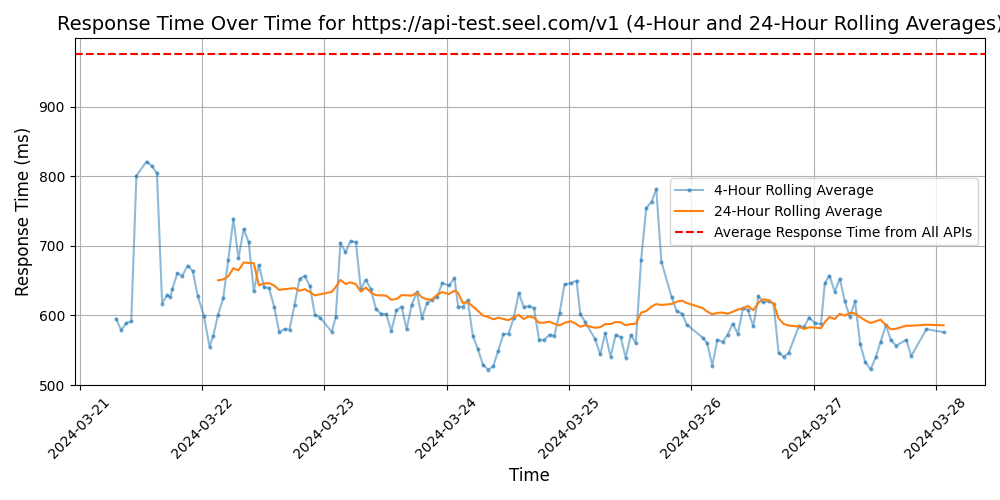 Response Time Over Time for https://api-test.seel.com/v1 (4-Hour and 24-Hour Rolling Averages)
Response Time (ms)
900
800
700
600
500
4-Hour Rolling Average
24-Hour Rolling Average
Average Response Time from All APIs
2024-03-21
2024-03-22
2024-03-23
2024-03-24
2024-03-25
2024-03-26
2024-03-27
2024-03-28
Time